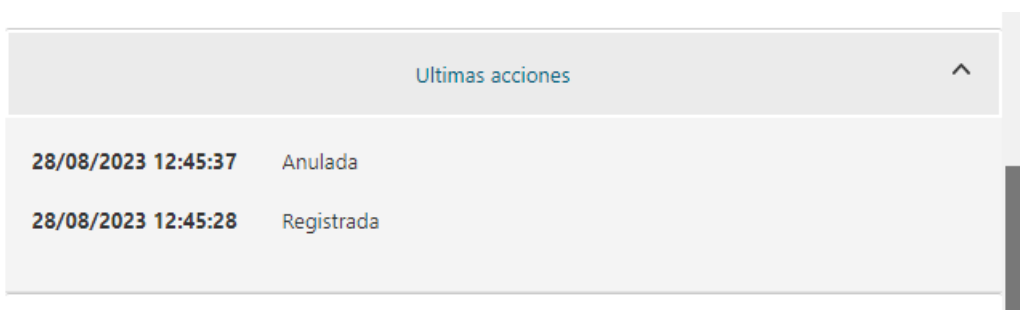 Ultimas acciones
28/08/2023 12:45:37 Anulada
28/08/2023 12:45:28 Registrada